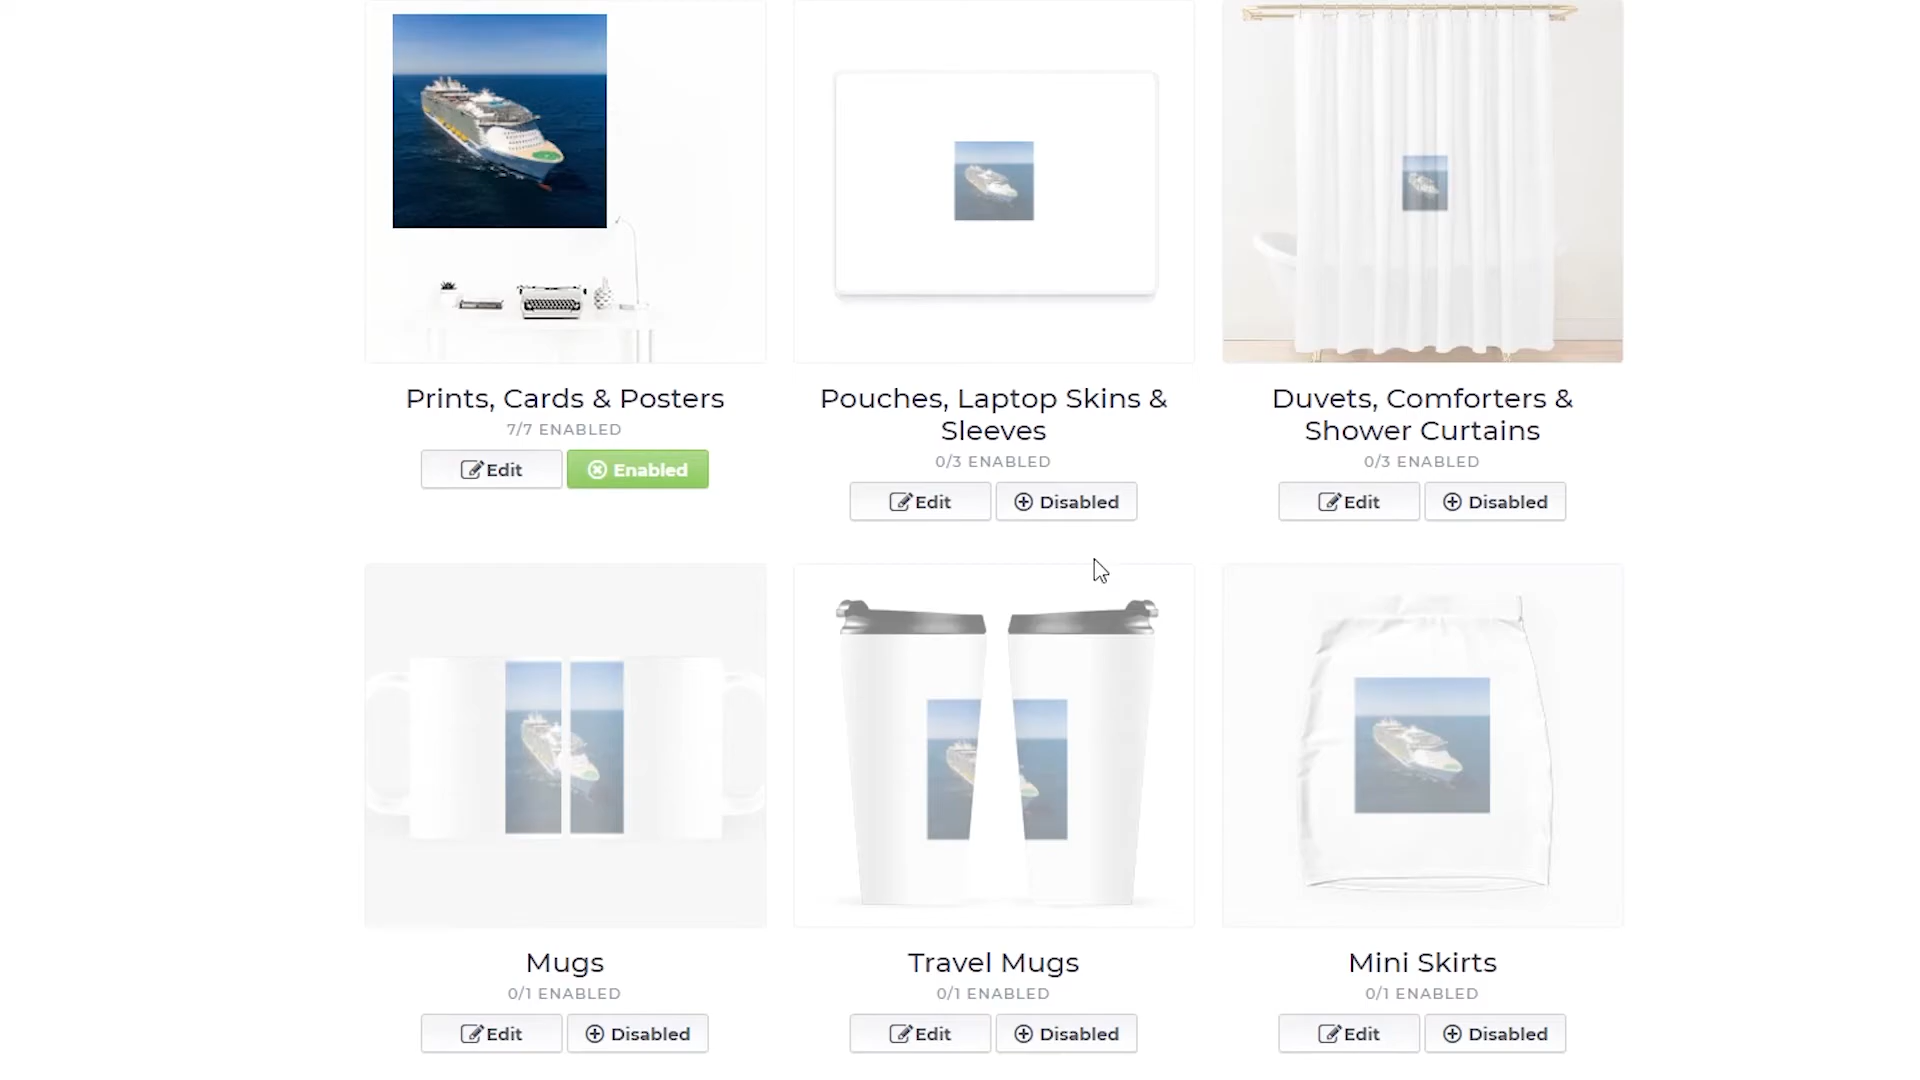 Prints, Cards & Posters
7/7 ENABLED
Edit
Enabled
Pouches, Laptop Skins &
Sleeves
0/3 ENABLED
Edit
Disabled
Duvets, Comforters &
Shower Curtains
0/3 ENABLED
Edit
Disabled
Mugs
0/1 ENABLED
Edit
Disabled
Travel Mugs
0/1 ENABLED
Edit
Disabled
Mini Skirts
0/1 ENABLED
Edit
Disabled